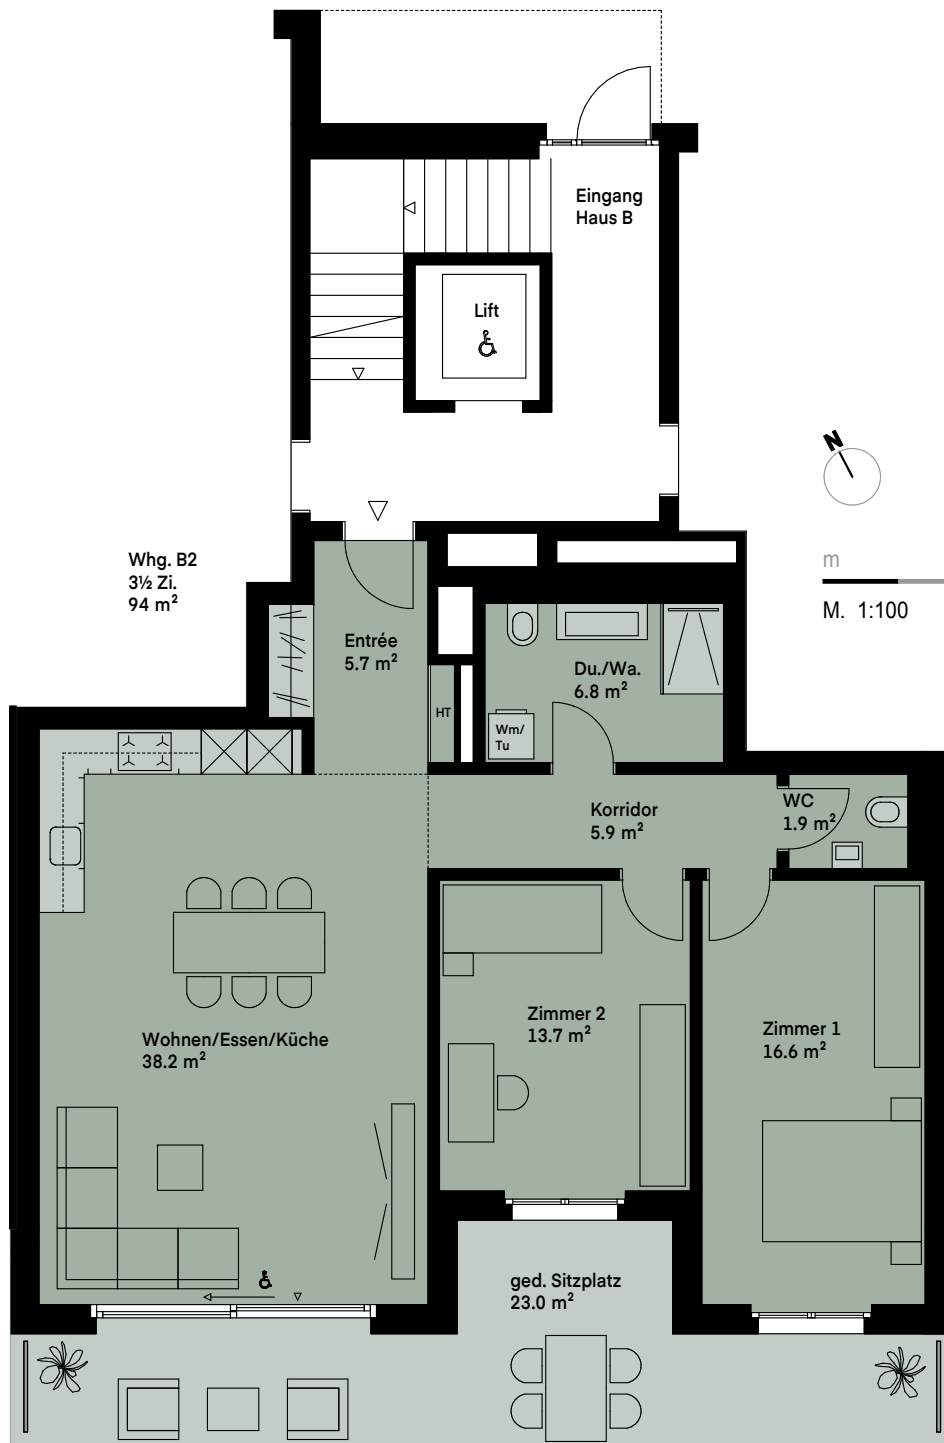 Eingang
Haus B
Lift
N
Whg. B2
3½ Zi.
94 m²
m
M. 1:100
Entrée
5.7 m²
Du./Wa.
6.8 m²
HT
Wm/
Tu
Korridor
5.9 m²
WC
1.9 m²
Zimmer 2
13.7 m²
Zimmer 1
16.6 m²
Wohnen/Essen/Küche
38.2 m²
ged. Sitzplatz
23.0 m²